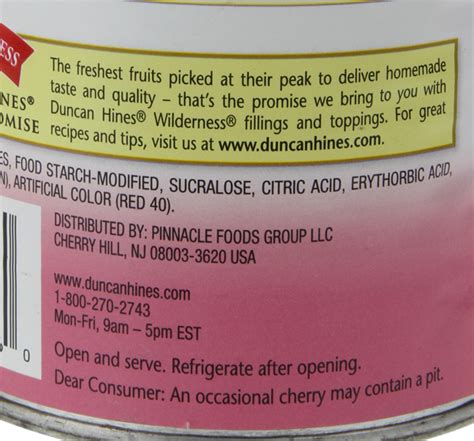 ESS
The freshest fruits picked at their peak to deliver homemade
taste and quality – that's the promise we bring to you with
Duncan Hines® Wilderness® fillings and toppings. For great
recipes and tips, visit us at www.duncanhines.com.
INES®
OMISE
ES, FOOD STARCH-MODIFIED, SUCRALOSE, CITRIC ACID, ERYTHORBIC ACID,
N), ARTIFICIAL COLOR (RED 40).
DISTRIBUTED BY: PINNACLE FOODS GROUP LLC
CHERRY HILL, NJ 08003-3620 USA
www.duncanhines.com
1-800-270-2743
Mon-Fri, 9am – 5pm EST
0
Open and serve. Refrigerate after opening.
Dear Consumer: An occasional cherry may contain a pit.